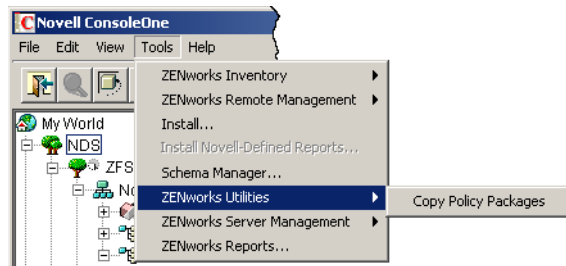 Novell ConsoleOne
File Edit View Tools Help
ZENworks Inventory
ZENworks Remote Management
Install...
Install Novell-Defined Reports...
Schema Manager...
ZENworks Utilities
ZENworks Server Management
ZENworks Reports...
Copy Policy Packages
My World
NDS
ZFS